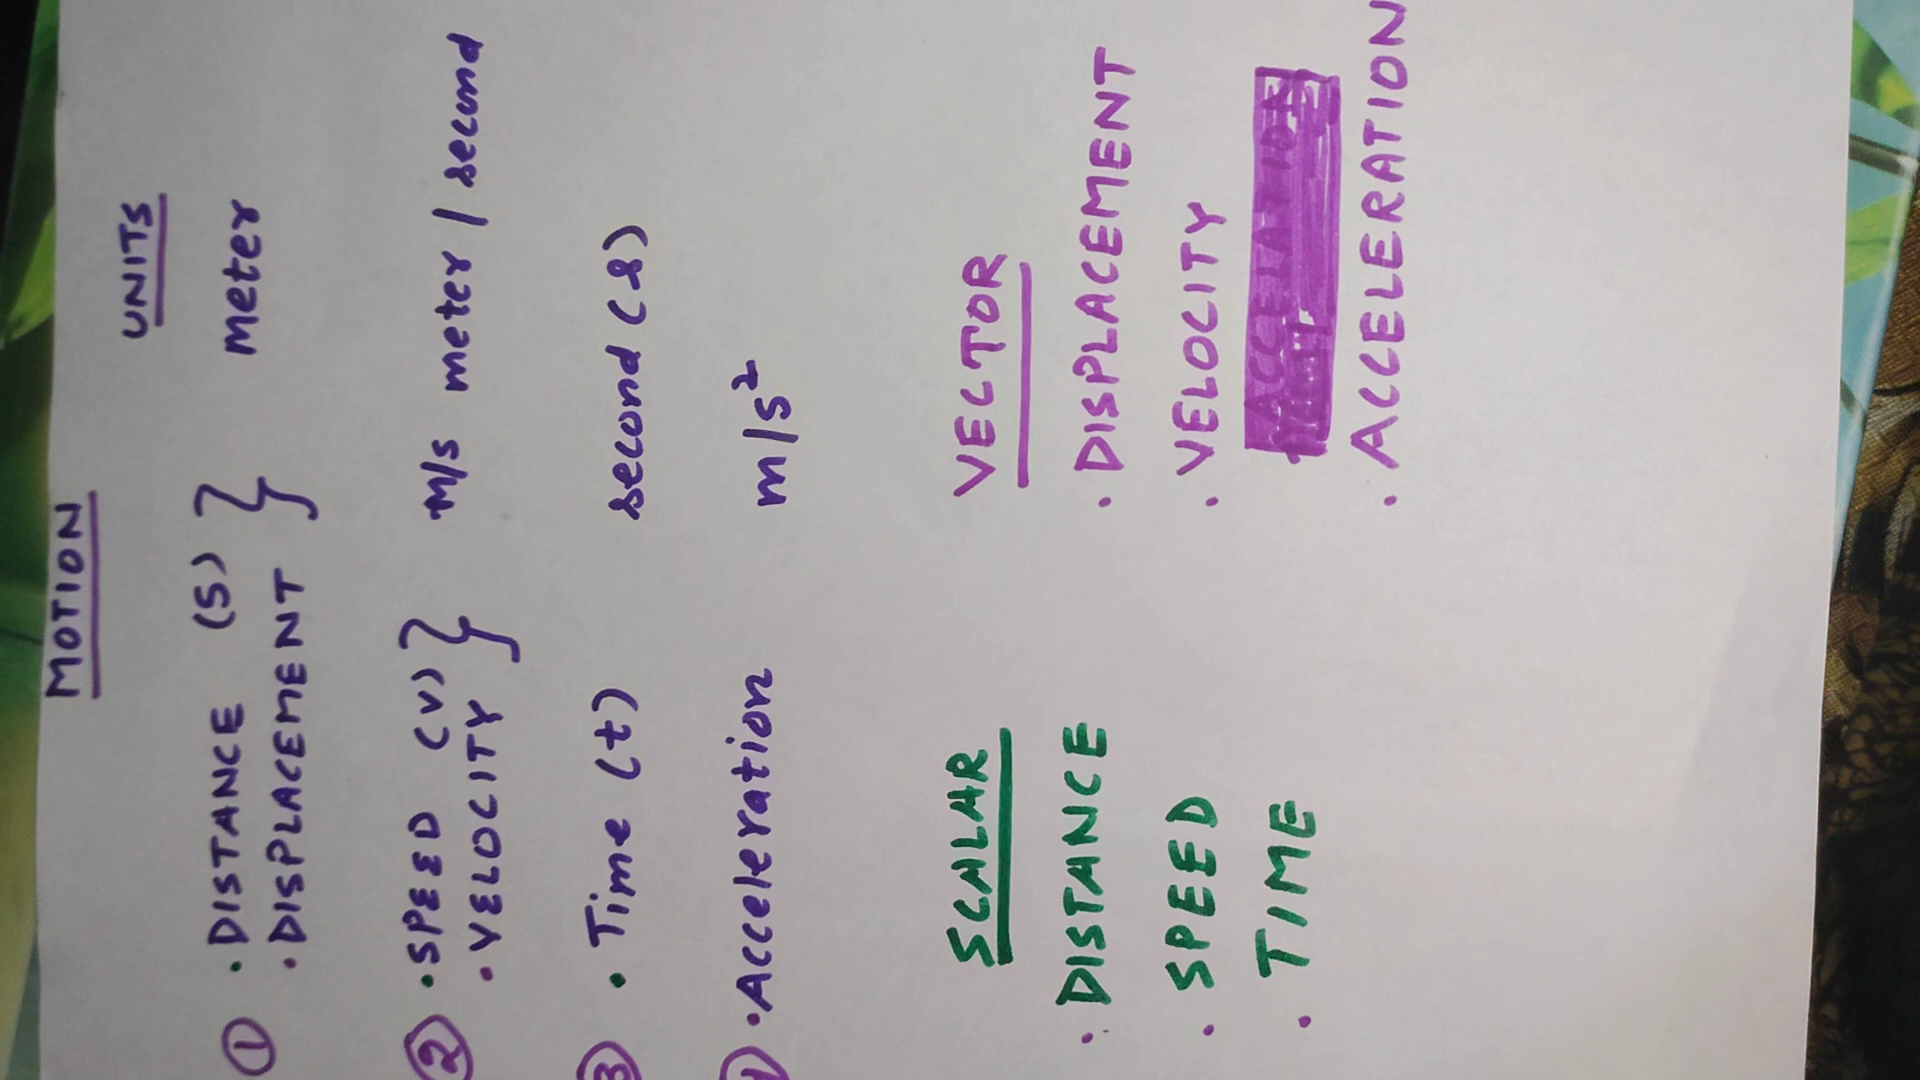 MOTION
UNITS
① • DISTANCE (S) } meter
• DISPLACEMENT
② • SPEED (V) } m/s meter / second
• VELOCITY
③ • Time (t) second (s)
• Acceleration m/s²
SCALAR VECTOR
• DISTANCE • DISPLACEMENT
• SPEED • VELOCITY
• TIME
• ACCELERATION